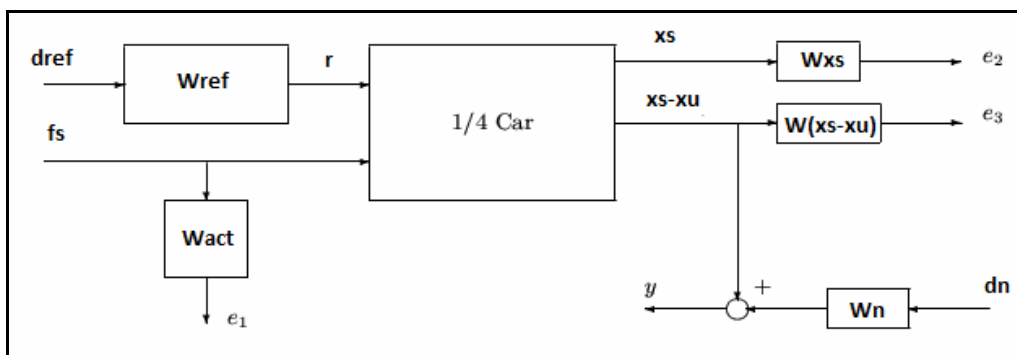 dref
Wref
r
1/4 Car
xs
Wxs
e2
xs-xu
W(xs-xu)
e3
fs
Wact
e1
y
+
Wn
dn